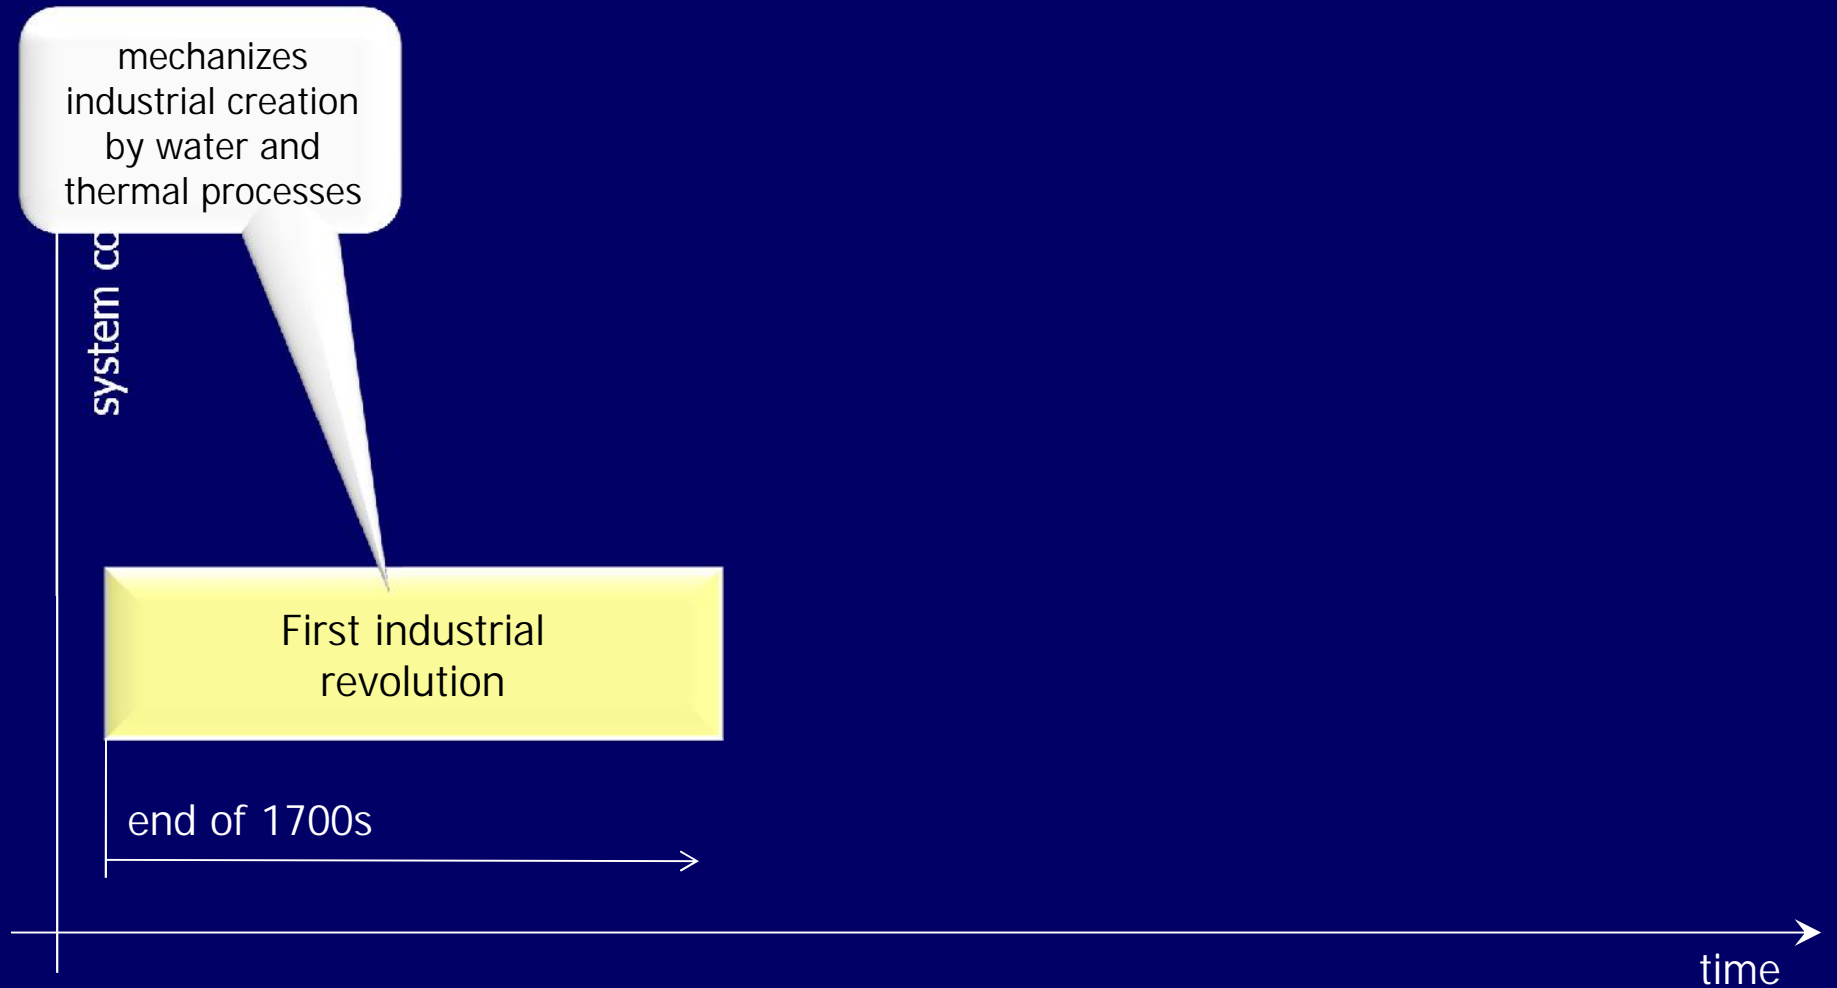 mechanizes
industrial creation
by water and
thermal processes
system
First industrial
revolution
end of 1700s
time